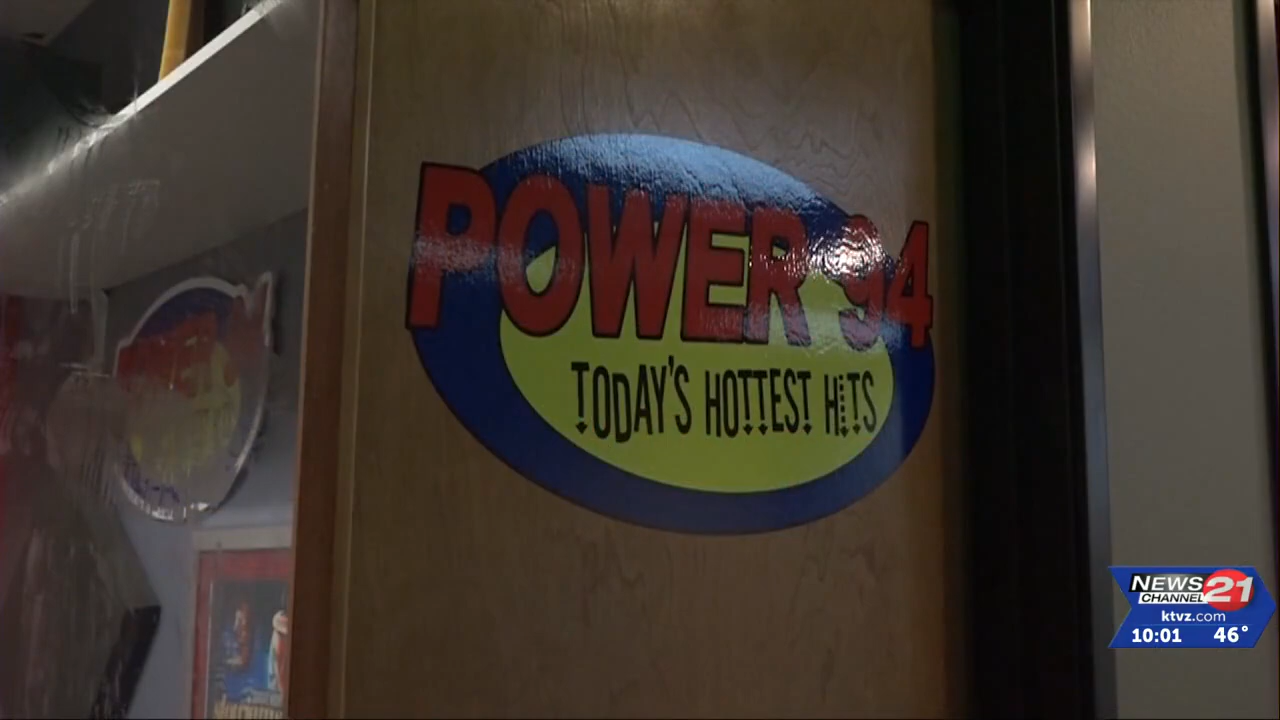 POWER 94
TODAY'S HOTTEST HITS
NEWS
CHANNEL 21
ktvz.com
10:01 46°